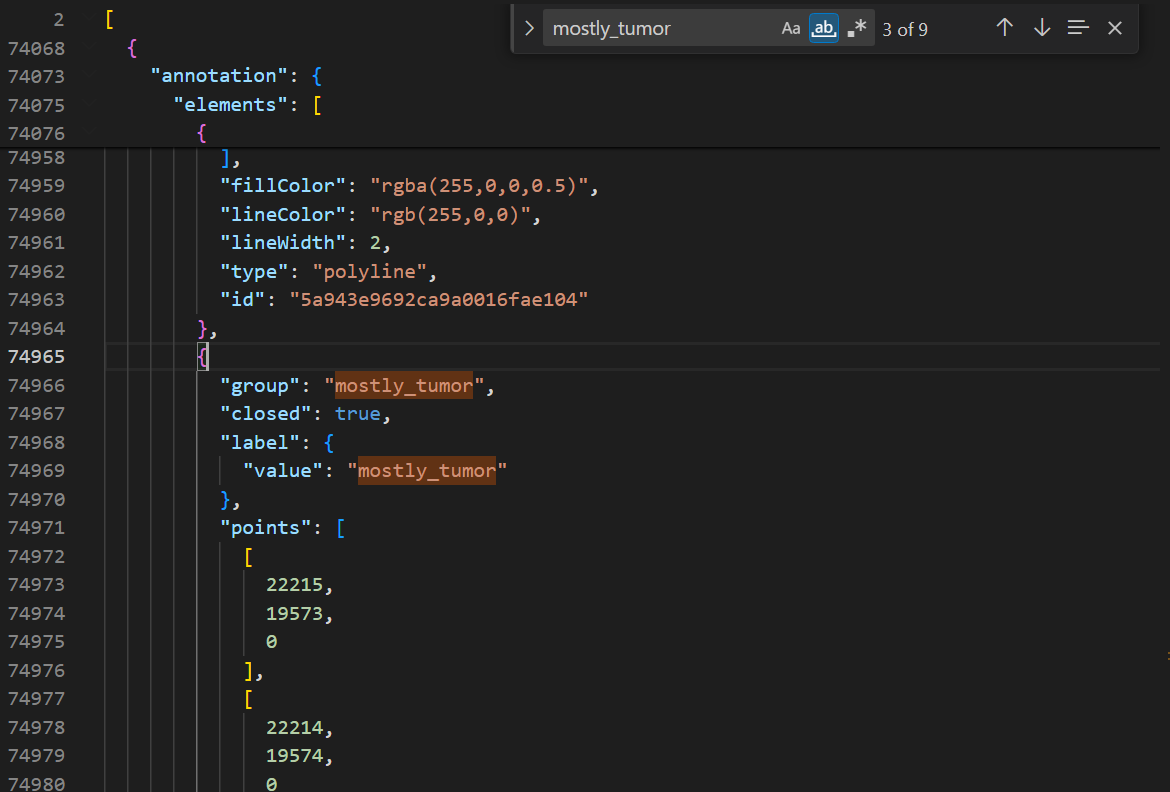 mostly_tumor Aa ab .* 3 of 9
2 [
74068 {
74073 "annotation": {
74075 "elements": [
74076 {
74958 ],
74959 "fillColor": "rgba(255,0,0,0.5)",
74960 "lineColor": "rgb(255,0,0)",
74961 "lineWidth": 2,
74962 "type": "polyline",
74963 "id": "5a943e9692ca9a0016fae104"
74964 },
74965 {
74966 "group": "mostly_tumor",
74967 "closed": true,
74968 "label": {
74969 "value": "mostly_tumor"
74970 },
74971 "points": [
74972 [
74973 22215,
74974 19573,
74975 0
74976 ],
74977 [
74978 22214,
74979 19574,
74980 0